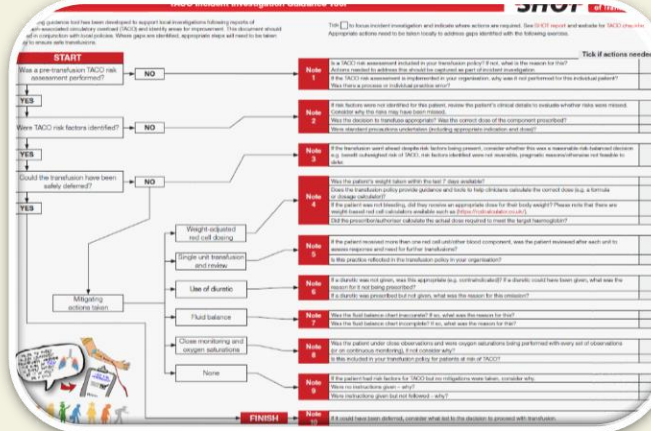 TACO Incident Investigation Guidance Tool
SHOT
guidance tool has been developed to support local investigations following reports of
associated circulatory overload (TACO) and identify areas for improvement. This document should
in conjunction with local policies. Where gaps are identified, appropriate steps will need to be taken
to ensure safe transfusions.
Tick to focus incident investigation and indicate where actions are required. See SHOT report and website for TACO checklist
Appropriate actions need to be taken locally to address gaps identified with the following exercise.
Tick if actions needed
START
Was a pre-transfusion TACO risk
assessment performed?
NO
YES
Were TACO risk factors identified?
YES
Could the transfusion have been
safely deferred?
NO
YES
Mitigating
actions taken
Weight-adjusted
red cell dosing
Single unit transfusion
and review
Use of diuretic
Fluid balance
Close monitoring and
oxygen saturations
None
FINISH
Note
1
Is a TACO risk assessment included in your transfusion policy? If not, what is the reason for this?
Actions needed to address this should be captured as part of incident investigation.
If the TACO risk assessment is implemented in your organisation, why was it not performed for this individual patient?
Was there a process or individual practice error?
Note
2
If risk factors were not identified for this patient, review the patient's clinical details to evaluate whether risks were missed.
Consider why the risks may have been missed.
Was the decision to transfuse appropriate? Was the correct dose of the component prescribed?
Were standard precautions undertaken (including appropriate indication and dose)?
Note
3
If the transfusion went ahead despite risk factors being present, consider whether this was a reasonable risk-balanced decision
e.g. benefit outweighed risk of TACO, risk factors identified were not reversible, pragmatic reasons/otherwise not feasible to
defer.
Note
4
Was the patient's weight taken within the last 7 days available?
Does the transfusion policy provide guidance and tools to help clinicians calculate the correct dose (e.g. a formula
or dosage calculator)?
If the patient was not bleeding, did they receive an appropriate dose for their body weight? Please note that there are
weight-based red cell calculators available such as (https://rcdcalculator.co.uk/).
Did the prescriber/authoriser calculate the actual dose required to meet the target haemoglobin?
Note
5
If the patient received more than one red cell unit/other blood component, was the patient reviewed after each unit to
assess response and need for further transfusions?
Is this practice reflected in the transfusion policy in your organisation?
Note
6
If a diuretic was not given, was this appropriate (e.g. contraindicated)? If a diuretic could have been given, what was the
reason for it not being prescribed?
If a diuretic was prescribed but not given, what was the reason for this omission?
Note
7
Was the fluid balance chart inaccurate? If so, what was the reason for this?
Was the fluid balance chart incomplete? If so, what was the reason for this?
Note
8
Was the patient under close observations and were oxygen saturations being performed with every set of observations
(or on continuous monitoring), if not consider why?
Is this included in your transfusion policy for patients at risk of TACO?
Note
9
If the patient had risk factors for TACO but no mitigations were taken, consider why.
Were no instructions given – why?
Were instructions given but not followed – why?
Note
10
If it could have been deferred, consider what led to the decision to proceed with transfusion.